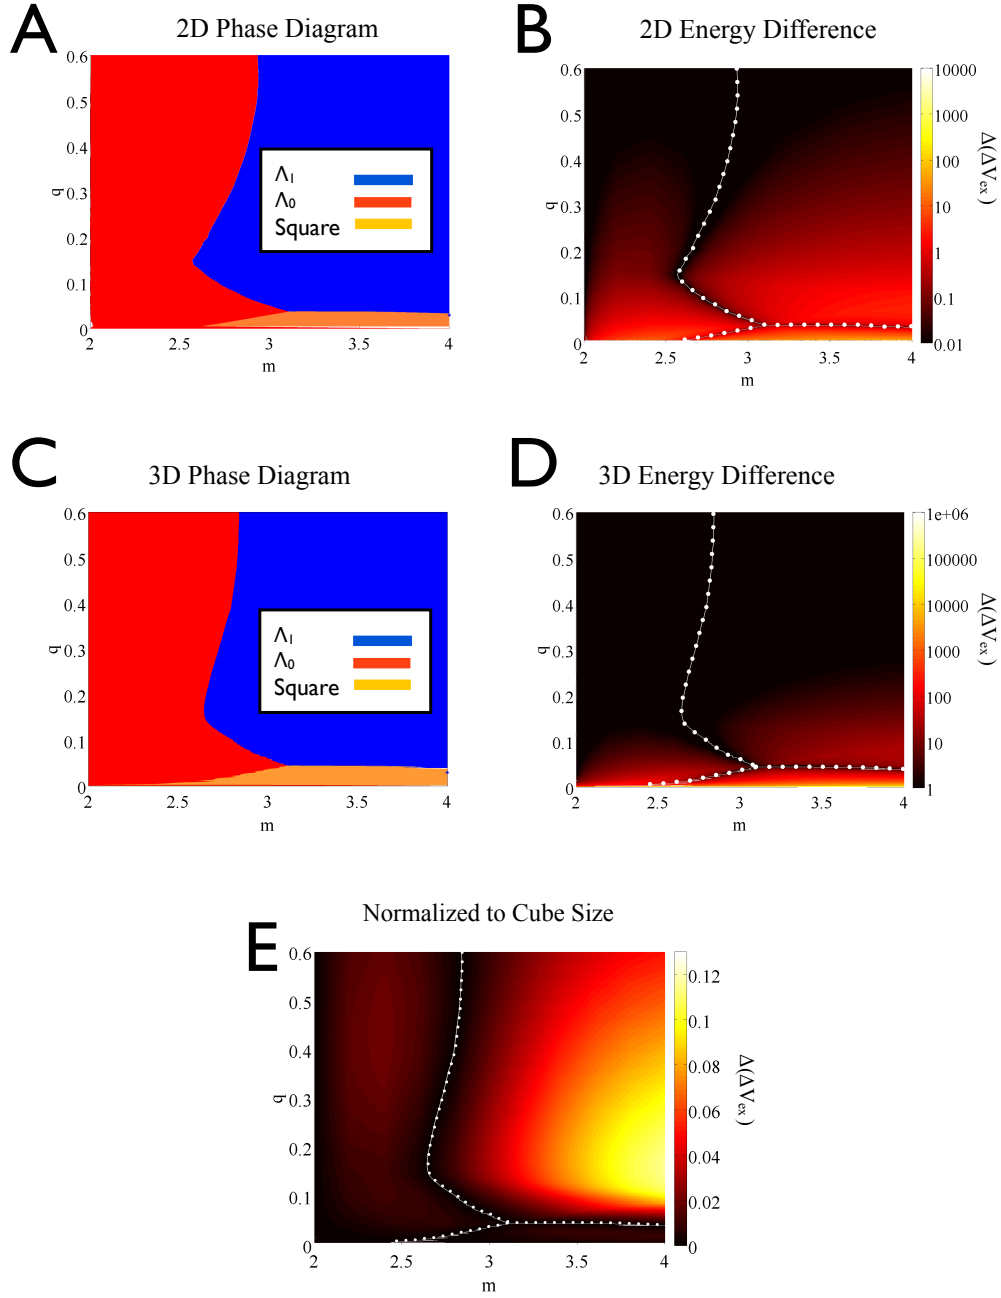 A
2D Phase Diagram
0.6
0.5
0.4
q
0.3
0.2
0.1
0
2
2.5
3
3.5
4
m
Λ₁
Λ₀
Square
B
2D Energy Difference
0.6
0.5
0.4
q
0.3
0.2
0.1
0
2
2.5
3
3.5
4
m
10000
1000
100
10
1
0.1
0.01
Δ(ΔVₑₓ)
C
3D Phase Diagram
0.6
0.5
0.4
q
0.3
0.2
0.1
0
2
2.5
3
3.5
4
m
Λ₁
Λ₀
Square
D
3D Energy Difference
0.6
0.5
0.4
q
0.3
0.2
0.1
0
2
2.5
3
3.5
4
m
1e+06
100000
10000
1000
100
10
1
Δ(ΔVₑₓ)
E
Normalized to Cube Size
0.6
0.5
0.4
q
0.3
0.2
0.1
0
2
2.5
3
3.5
4
m
0.12
0.1
0.08
0.06
0.04
0.02
0
Δ(ΔVₑₓ)